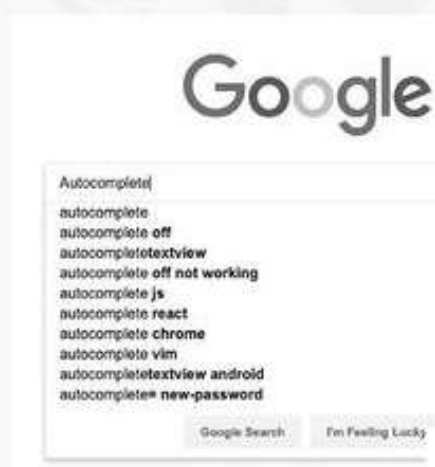 Google
Autocomplete
autocomplete
autocomplete off
autocompletetextview
autocomplete off not working
autocomplete js
autocomplete react
autocomplete chrome
autocomplete vim
autocompletetextview android
autocomplete= new-password
Google Search I'm Feeling Lucky